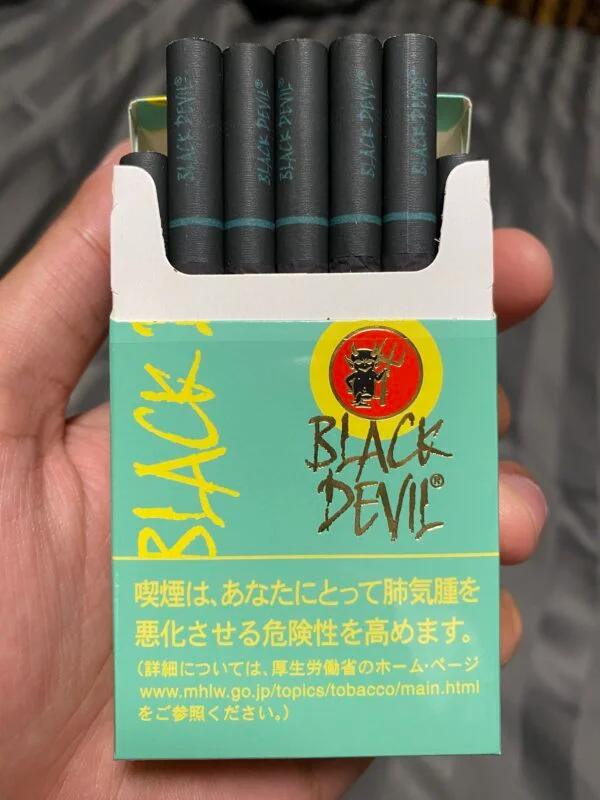 BLACK DEVIL®
BLACK DEVIL®
BLACK DEVIL®
BLACK DEVIL®
BLACK DEVIL®
BLACK
BLACK
DEVIL®
喫煙は、あなたにとって肺気腫を
悪化させる危険性を高めます。
(詳細については、厚生労働省のホーム・ページ
www.mhlw.go.jp/topics/tobacco/main.html
をご参照ください。)